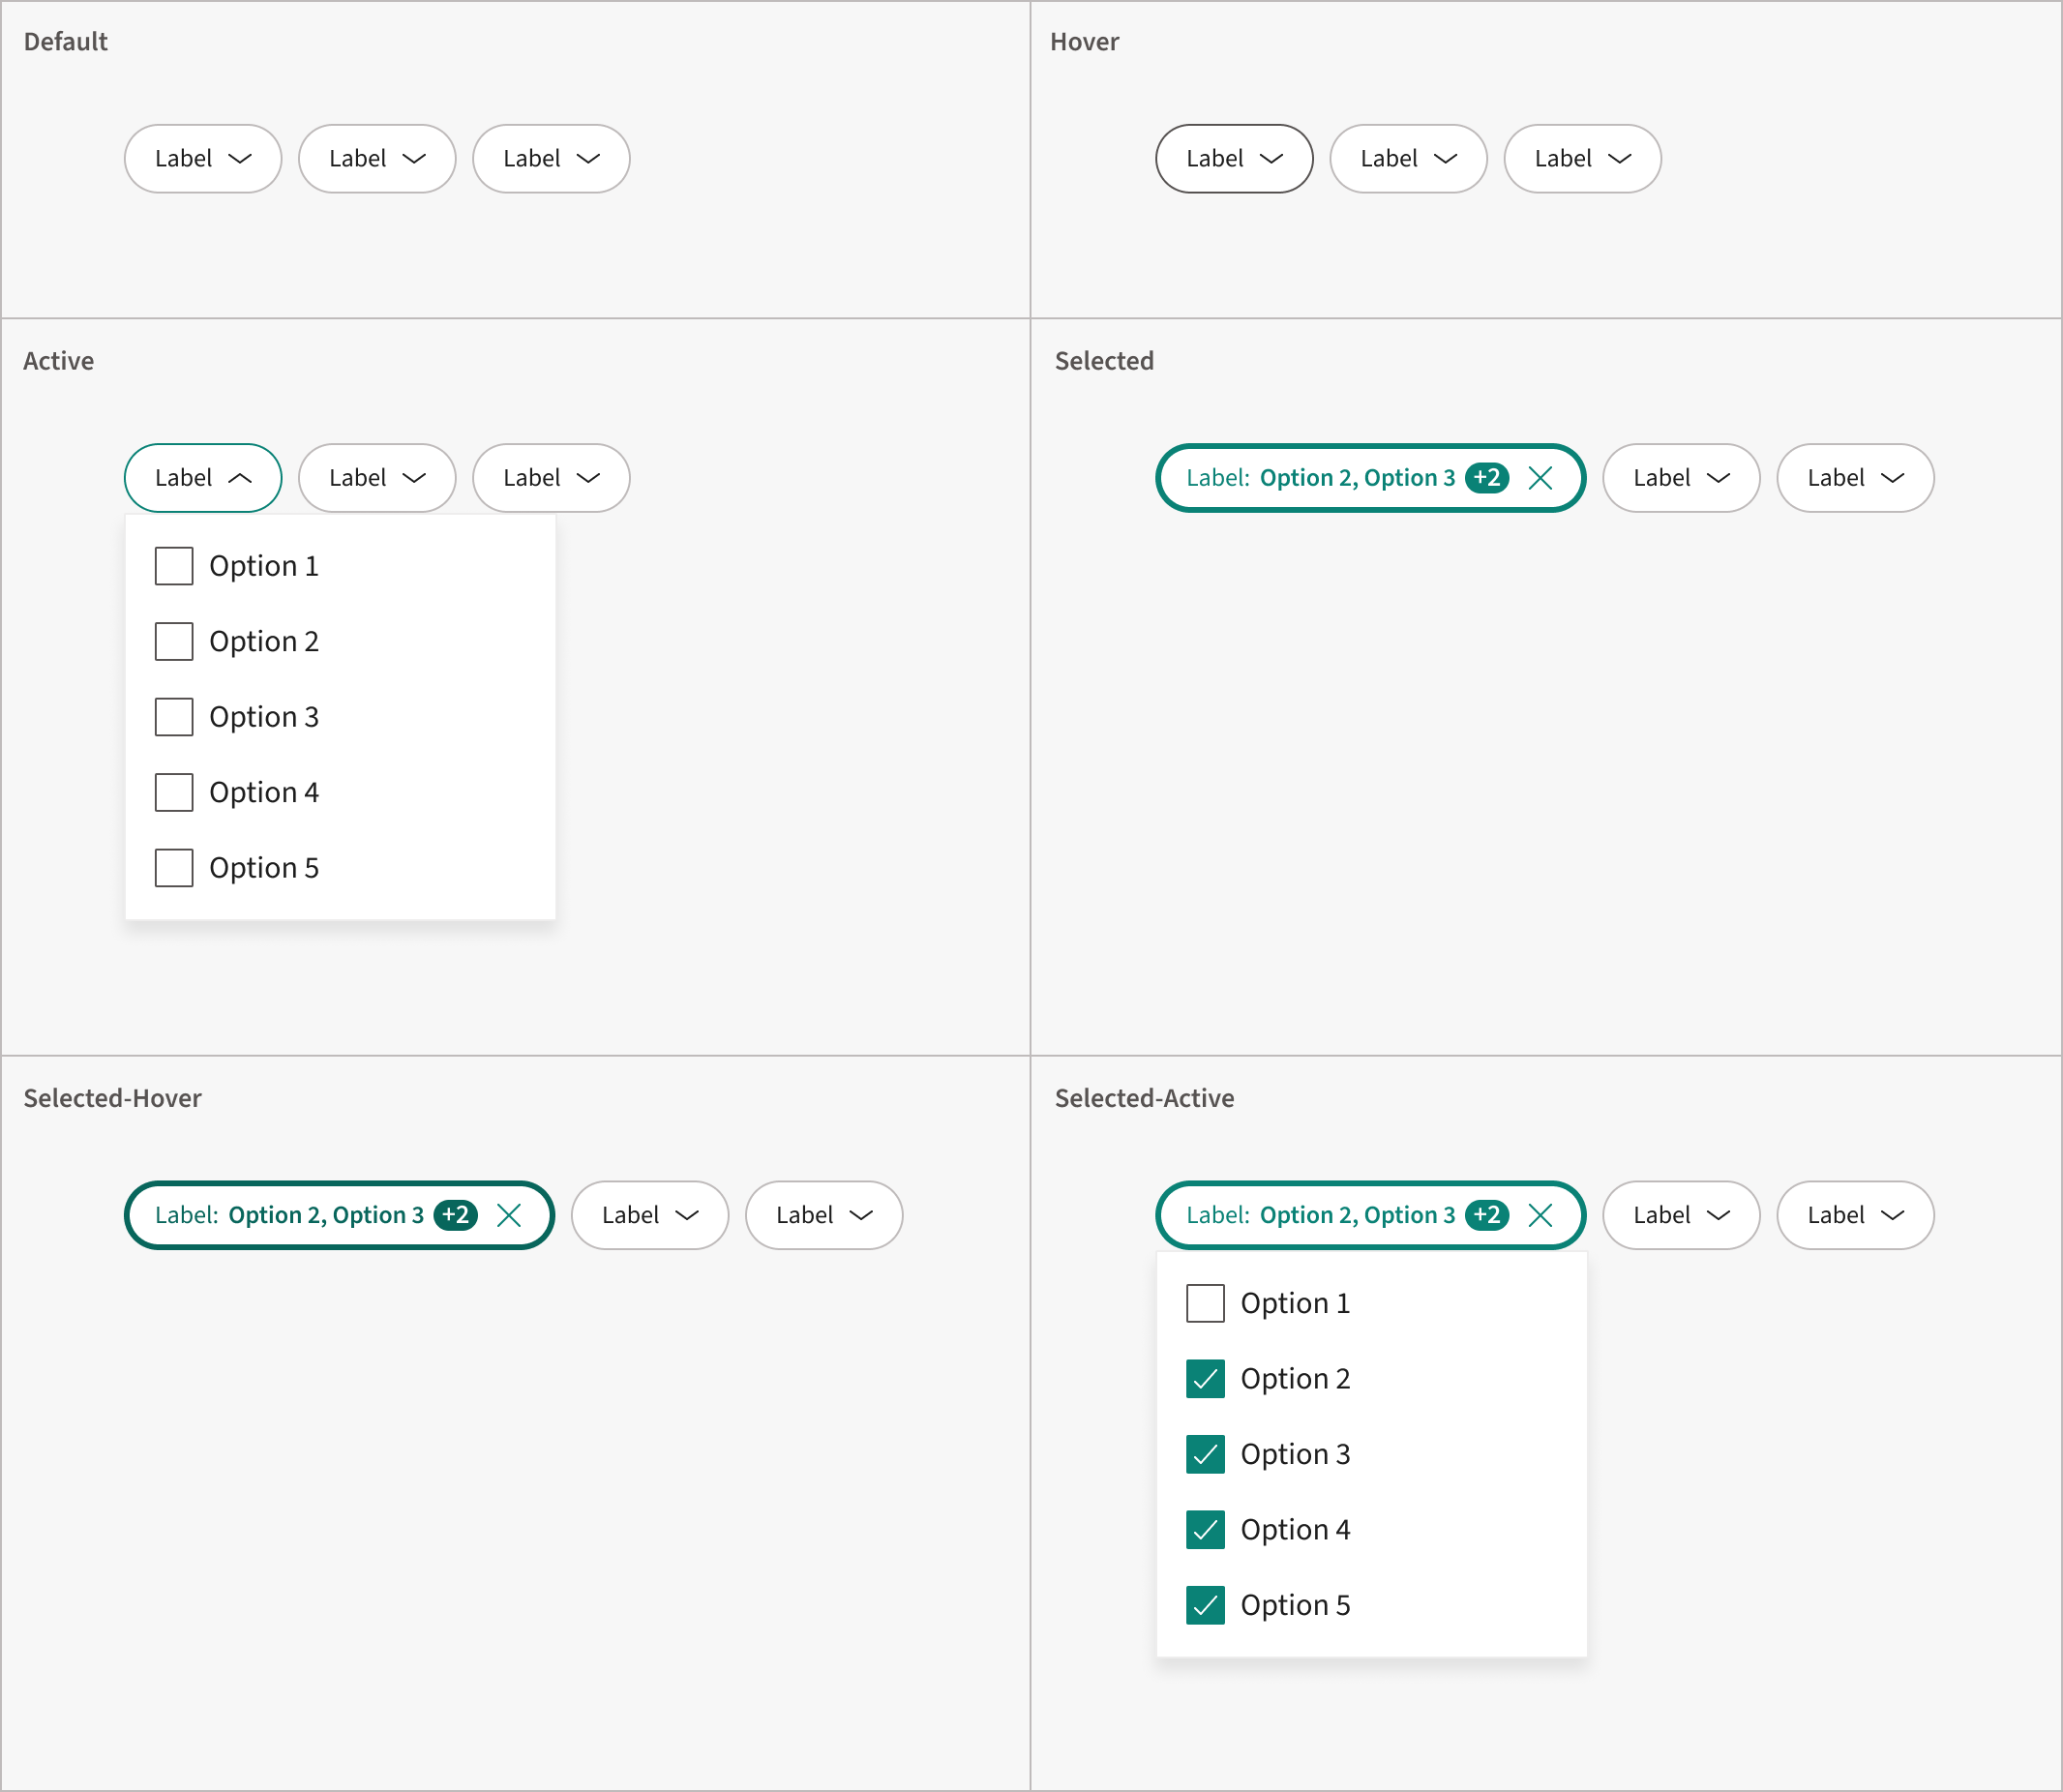 Default
Label Label Label
Hover
Label Label Label
Active
Label Label Label
Option 1
Option 2
Option 3
Option 4
Option 5
Selected
Label: Option 2, Option 3 +2 Label Label
Selected-Hover
Label: Option 2, Option 3 +2 Label Label
Selected-Active
Label: Option 2, Option 3 +2 Label Label
Option 1
Option 2
Option 3
Option 4
Option 5